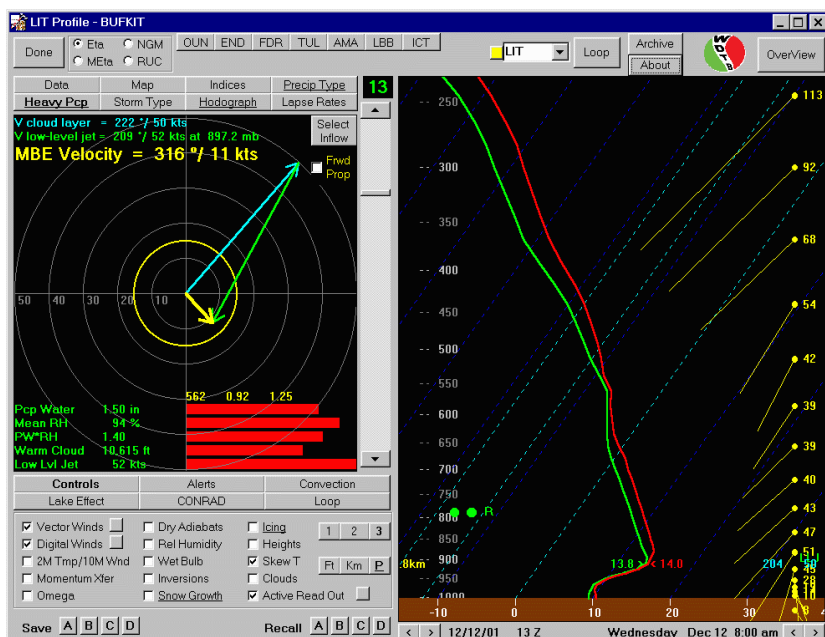 LIT Profile - BUFKIT
Done
Eta NGM
MEta RUC
OUN END FDR TUL AMA LBB ICT
LIT
Loop
Archive
About
OverView
Data Map Indices Precip Type
Heavy Pcp Storm Type Hodograph Lapse Rates
13
V cloud layer = 222 °/ 50 kts
V low-level jet = 209 °/ 52 kts at 897.2 mb
MBE Velocity = 316 °/ 11 kts
Select
Inflow
Frwd
Prop
50 40 30 20 10
562 0.92 1.25
Pcp Water 1.50 in
Mean RH 94 %
PW*RH 1.40
Warm Cloud 10,615 ft
Low Lvl Jet 52 kts
Controls Alerts Convection
Lake Effect CONRAD Loop
Vector Winds Dry Adiabats Icing 1 2 3
Digital Winds Rel Humidity Heights
2M Tmp/10M Wnd Wet Bulb Skew T Ft Km P
Momentum Xfer Inversions Clouds
Omega Snow Growth Active Read Out
Save A B C D Recall A B C D
250
300
350
400
450
500
550
600
650
700
750
800
850
900
950
1000
R
8km
13.8 14.0
204
113
92
68
54
42
39
39
40
43
47
51
45
28
10
8
-10 0 10 20 30
12/12/01 13 Z Wednesday Dec 12 8:00 am